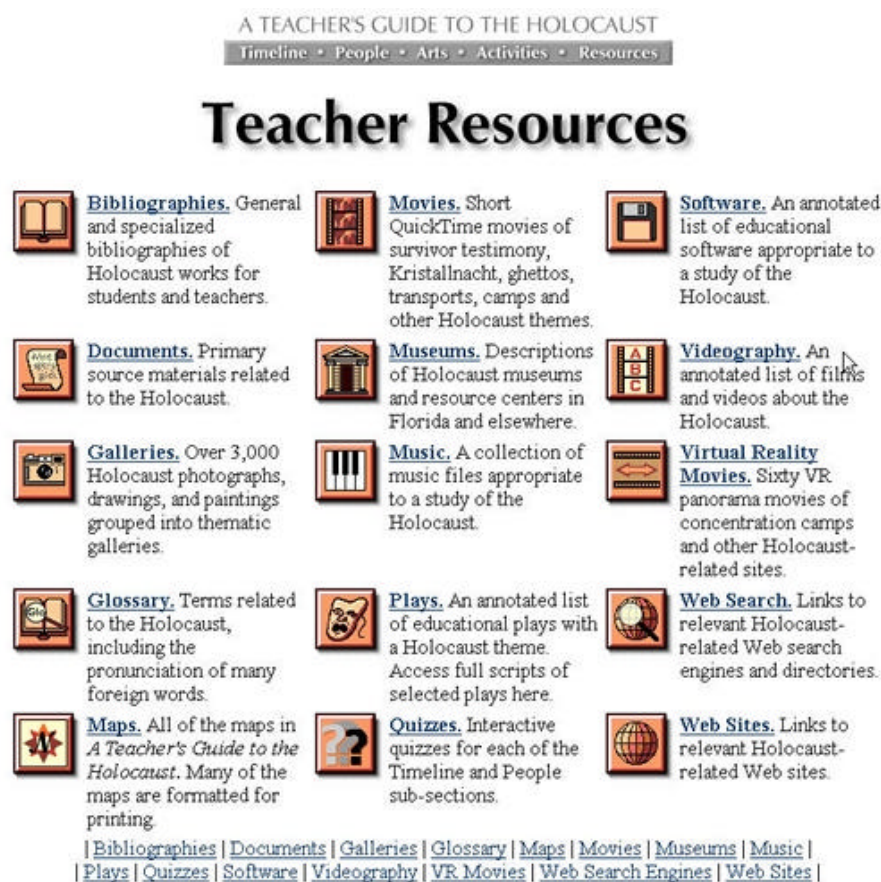 A TEACHER'S GUIDE TO THE HOLOCAUST
Timeline • People • Arts • Activities • Resources
Teacher Resources
Bibliographies. General
and specialized
bibliographies of
Holocaust works for
students and teachers.
Movies. Short
QuickTime movies of
survivor testimony,
Kristallnacht, ghettos,
transports, camps and
other Holocaust themes.
Software. An annotated
list of educational
software appropriate to
a study of the
Holocaust.
Documents. Primary
source materials related
to the Holocaust.
Museums. Descriptions
of Holocaust museums
and resource centers in
Florida and elsewhere.
A
B
C
Videography. An
annotated list of films
and videos about the
Holocaust.
Galleries. Over 3,000
Holocaust photographs,
drawings, and paintings
grouped into thematic
galleries.
Music. A collection of
music files appropriate
to a study of the
Holocaust.
Virtual Reality
Movies. Sixty VR
panorama movies of
concentration camps
and other Holocaust-
related sites.
Glo
Glossary. Terms related
to the Holocaust,
including the
pronunciation of many
foreign words.
Plays. An annotated list
of educational plays with
a Holocaust theme.
Access full scripts of
selected plays here.
Web Search. Links to
relevant Holocaust-
related Web search
engines and directories.
N
Maps. All of the maps in
A Teacher's Guide to the
Holocaust. Many of the
maps are formatted for
printing.
??
Quizzes. Interactive
quizzes for each of the
Timeline and People
sub-sections.
Web Sites. Links to
relevant Holocaust-
related Web sites.
| Bibliographies | Documents | Galleries | Glossary | Maps | Movies | Museums | Music |
| Plays | Quizzes | Software | Videography | VR Movies | Web Search Engines | Web Sites |